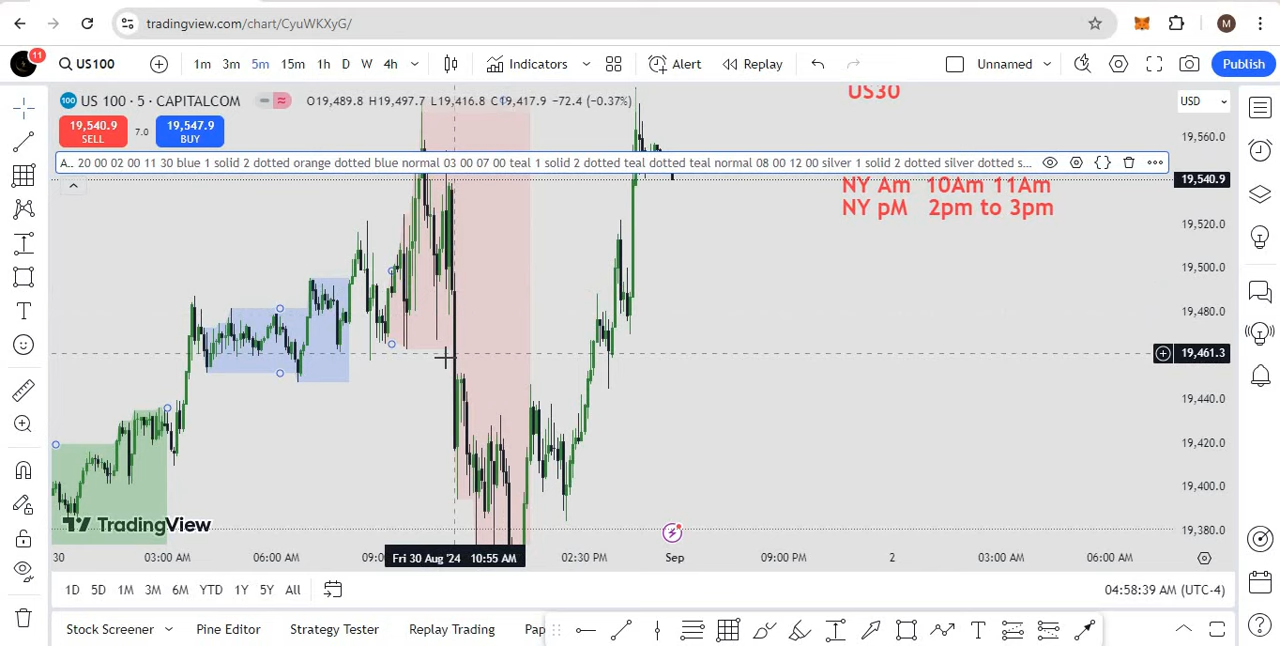 tradingview.com/chart/CyuWKXyG/
M
11
US100
1m 3m 5m 15m 1h D W 4h
Indicators
Alert
Replay
Unnamed
Publish
100 US 100 · 5 · CAPITALCOM
O19,489.8 H19,497.7 L19,416.8 C19,417.9 −72.4 (−0.37%)
US30
USD
19,540.9
SELL
7.0
19,547.9
BUY
A.. 20 00 02 00 11 30 blue 1 solid 2 dotted orange dotted blue normal 03 00 07 00 teal 1 solid 2 dotted teal dotted teal normal 08 00 12 00 silver 1 solid 2 dotted silver dotted s...
NY Am 10Am 11Am
NY pM 2pm to 3pm
19,560.0
19,540.9
19,520.0
19,500.0
19,480.0
19,461.3
19,440.0
19,420.0
19,400.0
19,380.0
TradingView
30 03:00 AM 06:00 AM 09:0 Fri 30 Aug '24 10:55 AM 02:30 PM Sep 09:00 PM 2 03:00 AM 06:00 AM
1D 5D 1M 3M 6M YTD 1Y 5Y All
04:58:39 AM (UTC-4)
Stock Screener Pine Editor Strategy Tester Replay Trading Pap